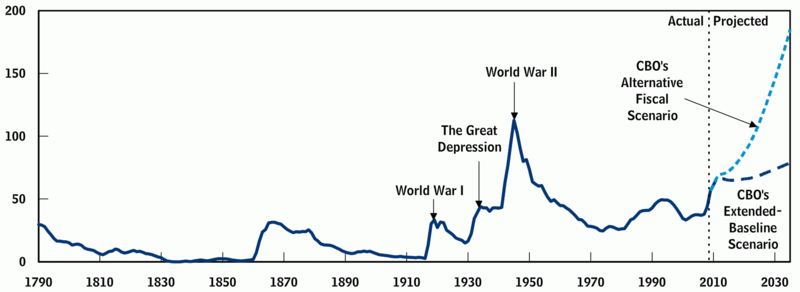 200
Actual Projected
World War II
CBO's
Alternative
Fiscal
Scenario
150
The Great
Depression
100
World War I
50
CBO's
Extended-
Baseline
Scenario
0
1790 1810 1830 1850 1870 1890 1910 1930 1950 1970 1990 2010 2030